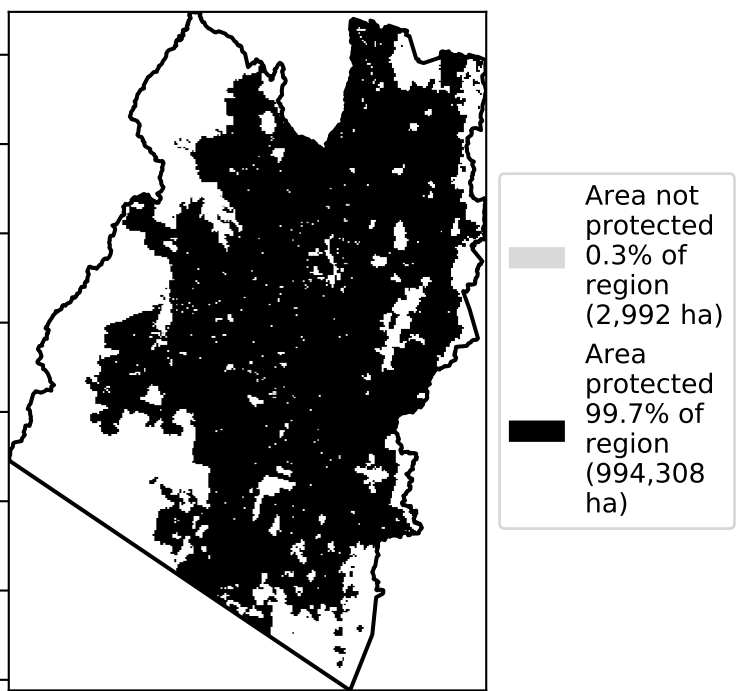 Area not
protected
0.3% of
region
(2,992 ha)
Area
protected
99.7% of
region
(994,308
ha)